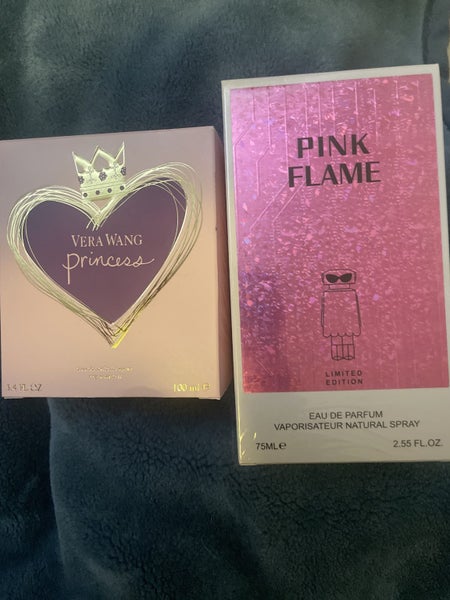 VERA WANG
princess
3.4 FL OZ
100 ml e
PINK
FLAME
LIMITED
EDITION
EAU DE PARFUM
VAPORISATEUR NATURAL SPRAY
75ML e
2.55 FL.OZ.